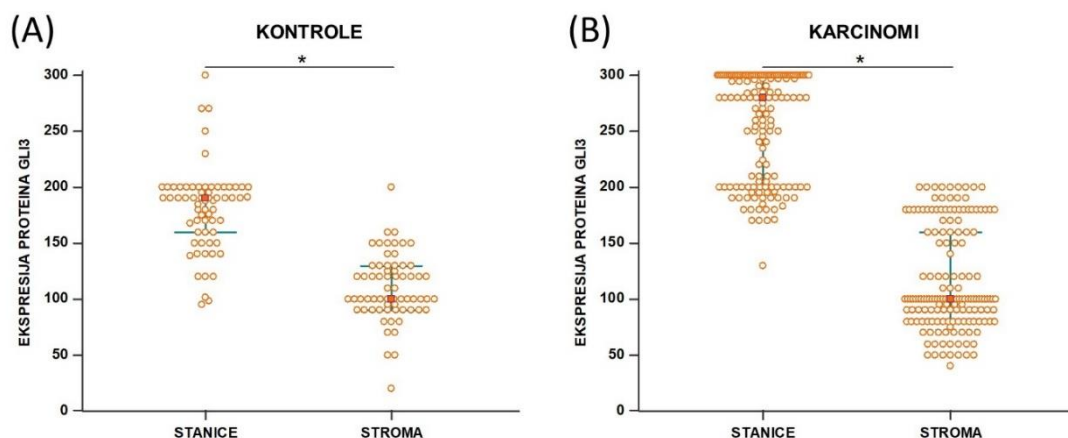 (A)
KONTROLE
*
EKSPRESIJA PROTEINA GLI3
300
250
200
150
100
50
0
STANICE
STROMA
(B)
KARCINOMI
*
EKSPRESIJA PROTEINA GLI3
300
250
200
150
100
50
0
STANICE
STROMA